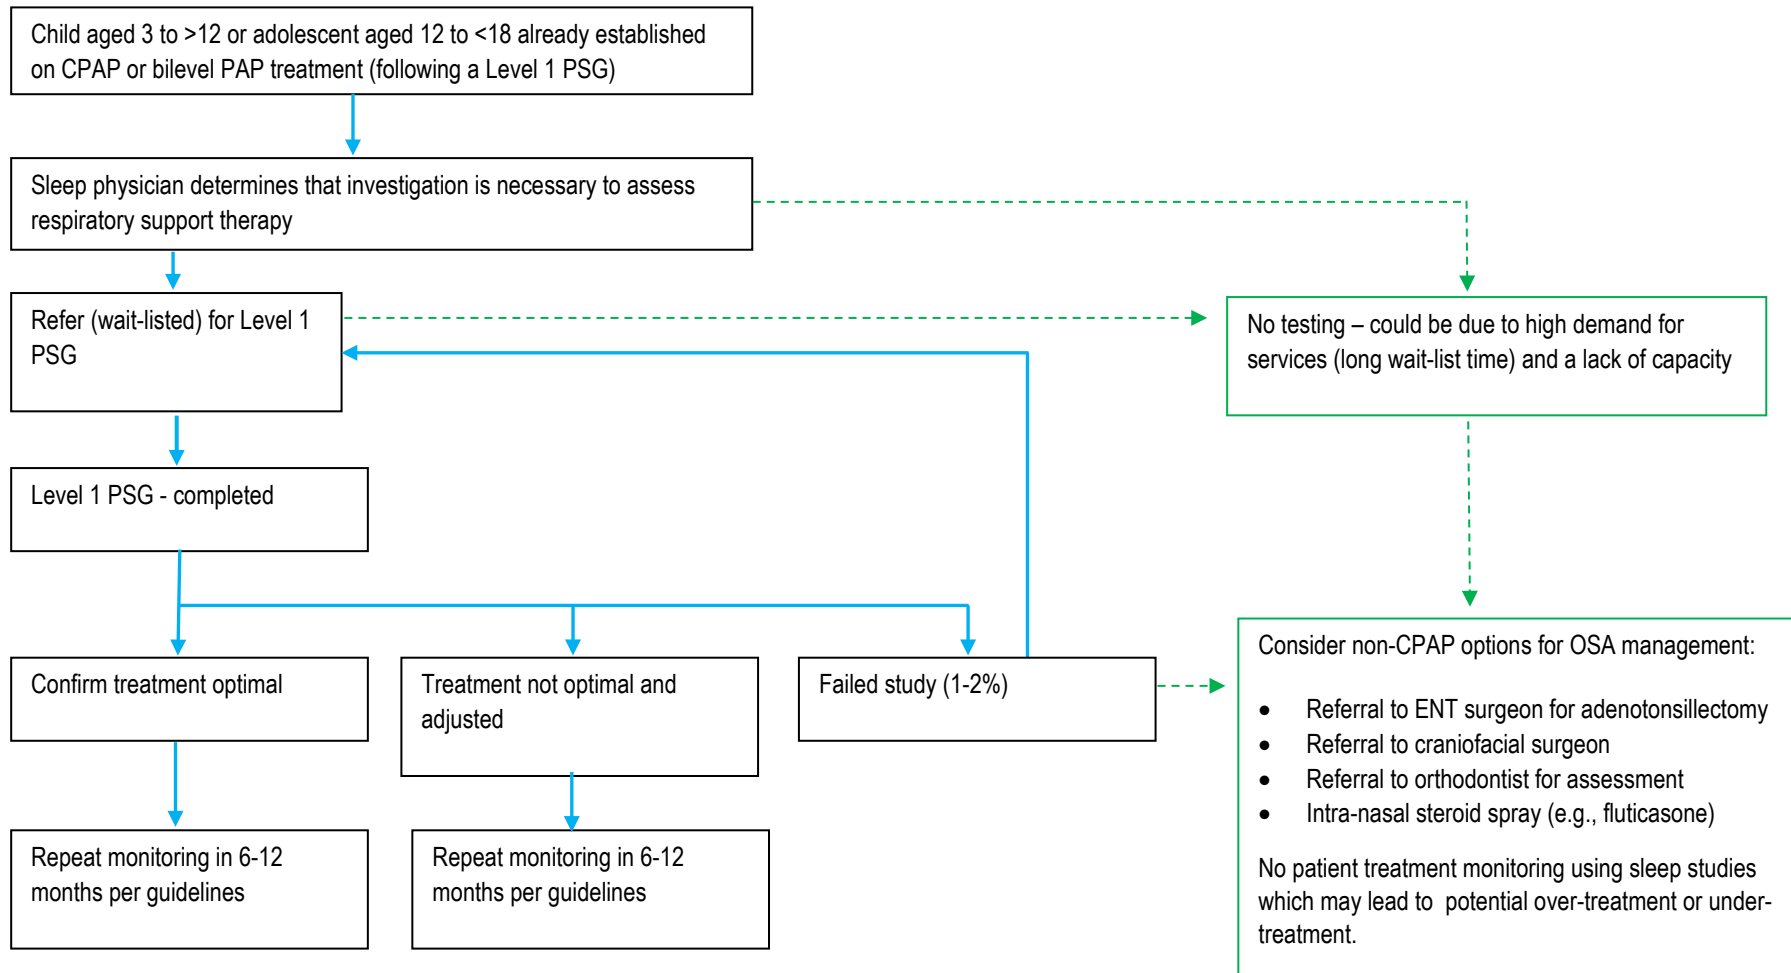 Child aged 3 to >12 or adolescent aged 12 to <18 already established
on CPAP or bilevel PAP treatment (following a Level 1 PSG)
Sleep physician determines that investigation is necessary to assess
respiratory support therapy
Refer (wait-listed) for Level 1
PSG
No testing – could be due to high demand for
services (long wait-list time) and a lack of capacity
Level 1 PSG - completed
Confirm treatment optimal
Treatment not optimal and
adjusted
Failed study (1-2%)
Consider non-CPAP options for OSA management:
• Referral to ENT surgeon for adenotonsillectomy
• Referral to craniofacial surgeon
• Referral to orthodontist for assessment
• Intra-nasal steroid spray (e.g., fluticasone)
No patient treatment monitoring using sleep studies
which may lead to potential over-treatment or under-
treatment.
Repeat monitoring in 6-12
months per guidelines
Repeat monitoring in 6-12
months per guidelines